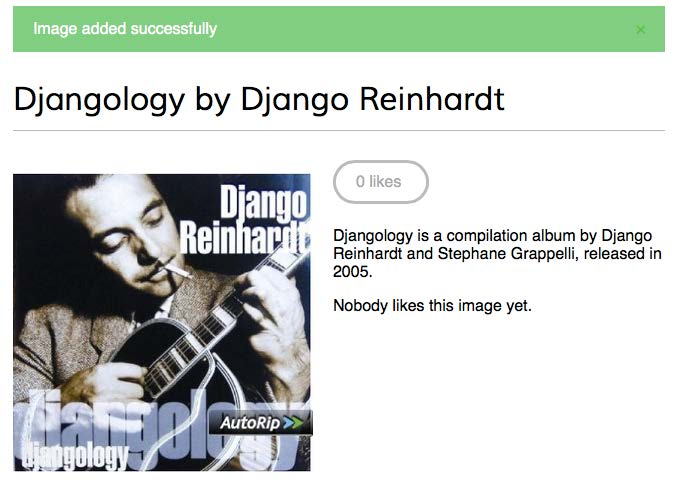 Image added successfully
×
Djangology by Django Reinhardt
0 likes
Django
Reinhardt
djangology
djangology
AutoRip
Djangology is a compilation album by Django
Reinhardt and Stephane Grappelli, released in
2005.
Nobody likes this image yet.